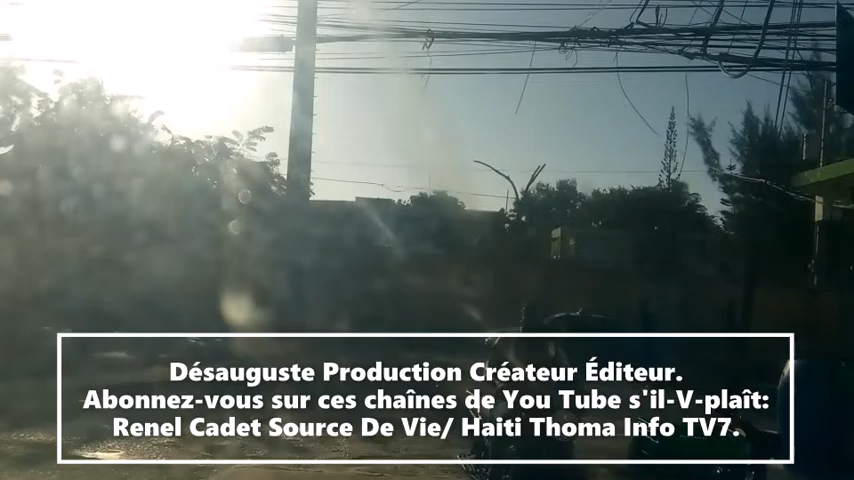 Désauguste Production Créateur Éditeur.
Abonnez-vous sur ces chaînes de You Tube s'il-V-plaît:
Renel Cadet Source De Vie/ Haiti Thoma Info TV7.